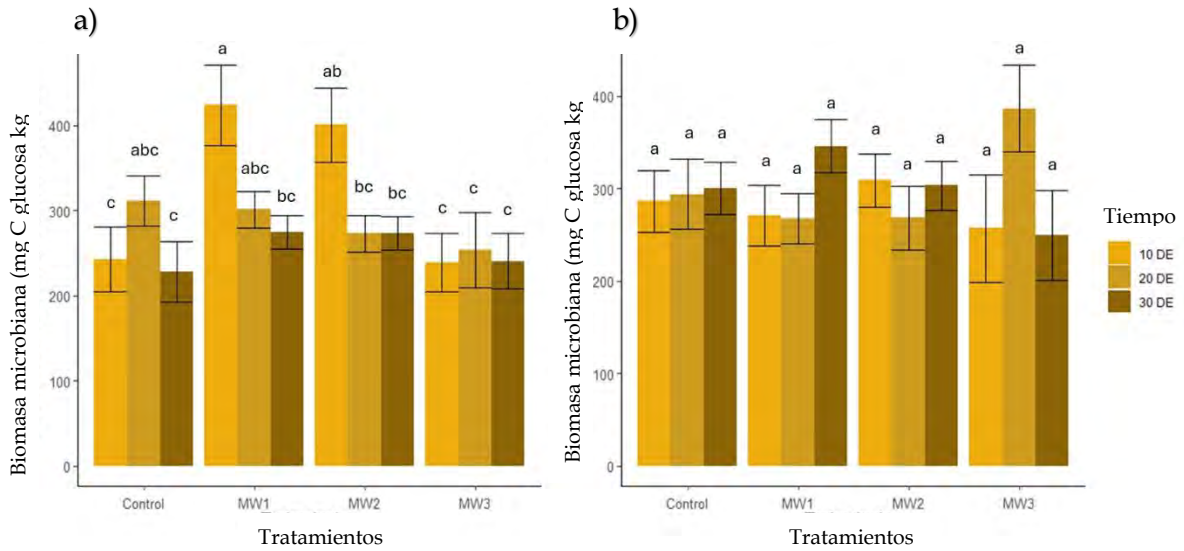 a)
Biomasa microbiana (mg C glucosa kg
400
300
200
100
0
c
abc
c
a
abc
bc
ab
bc
bc
c
c
c
Control
MW1
MW2
MW3
Tratamientos
b)
Biomasa microbiana (mg C glucosa kg
400
300
200
100
0
a
a
a
a
a
a
a
a
a
a
a
a
Control
MW1
MW2
MW3
Tratamientos
Tiempo
10 DE
20 DE
30 DE